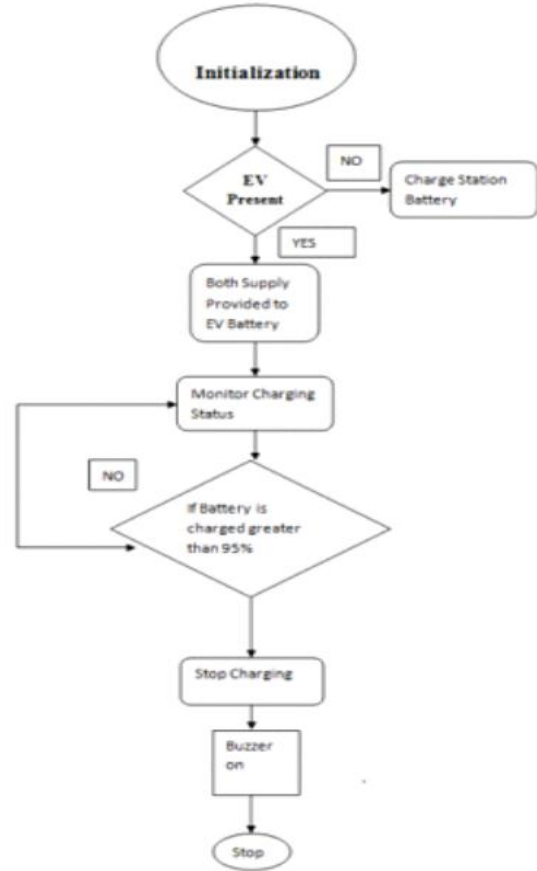 Initialization
EV
Present
NO
Charge Station
Battery
YES
Both Supply
Provided to
EV Battery
Monitor Charging
Status
NO
If Battery is
charged greater
than 95%
Stop Charging
Buzzer
on
Stop